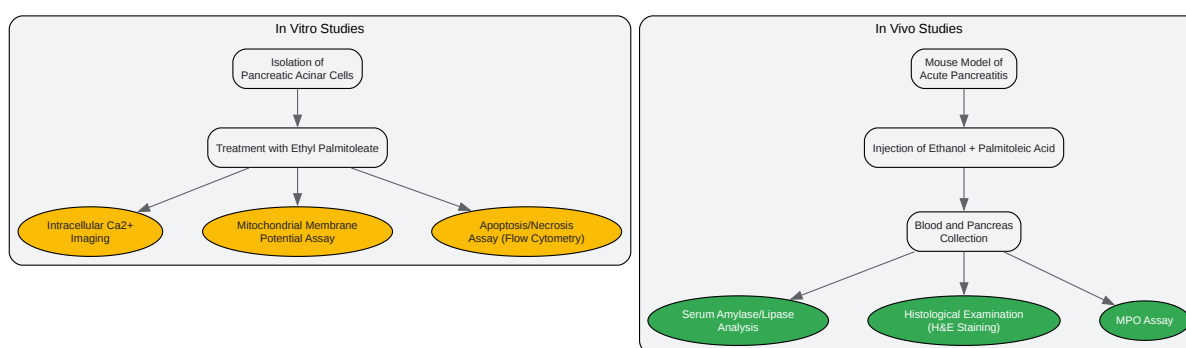 In Vitro Studies
Isolation of
Pancreatic Acinar Cells
Treatment with Ethyl Palmitoleate
Intracellular Ca2+
Imaging
Mitochondrial Membrane
Potential Assay
Apoptosis/Necrosis
Assay (Flow Cytometry)
In Vivo Studies
Mouse Model of
Acute Pancreatitis
Injection of Ethanol + Palmitoleic Acid
Blood and Pancreas
Collection
Serum Amylase/Lipase
Analysis
Histological Examination
(H&E Staining)
MPO Assay